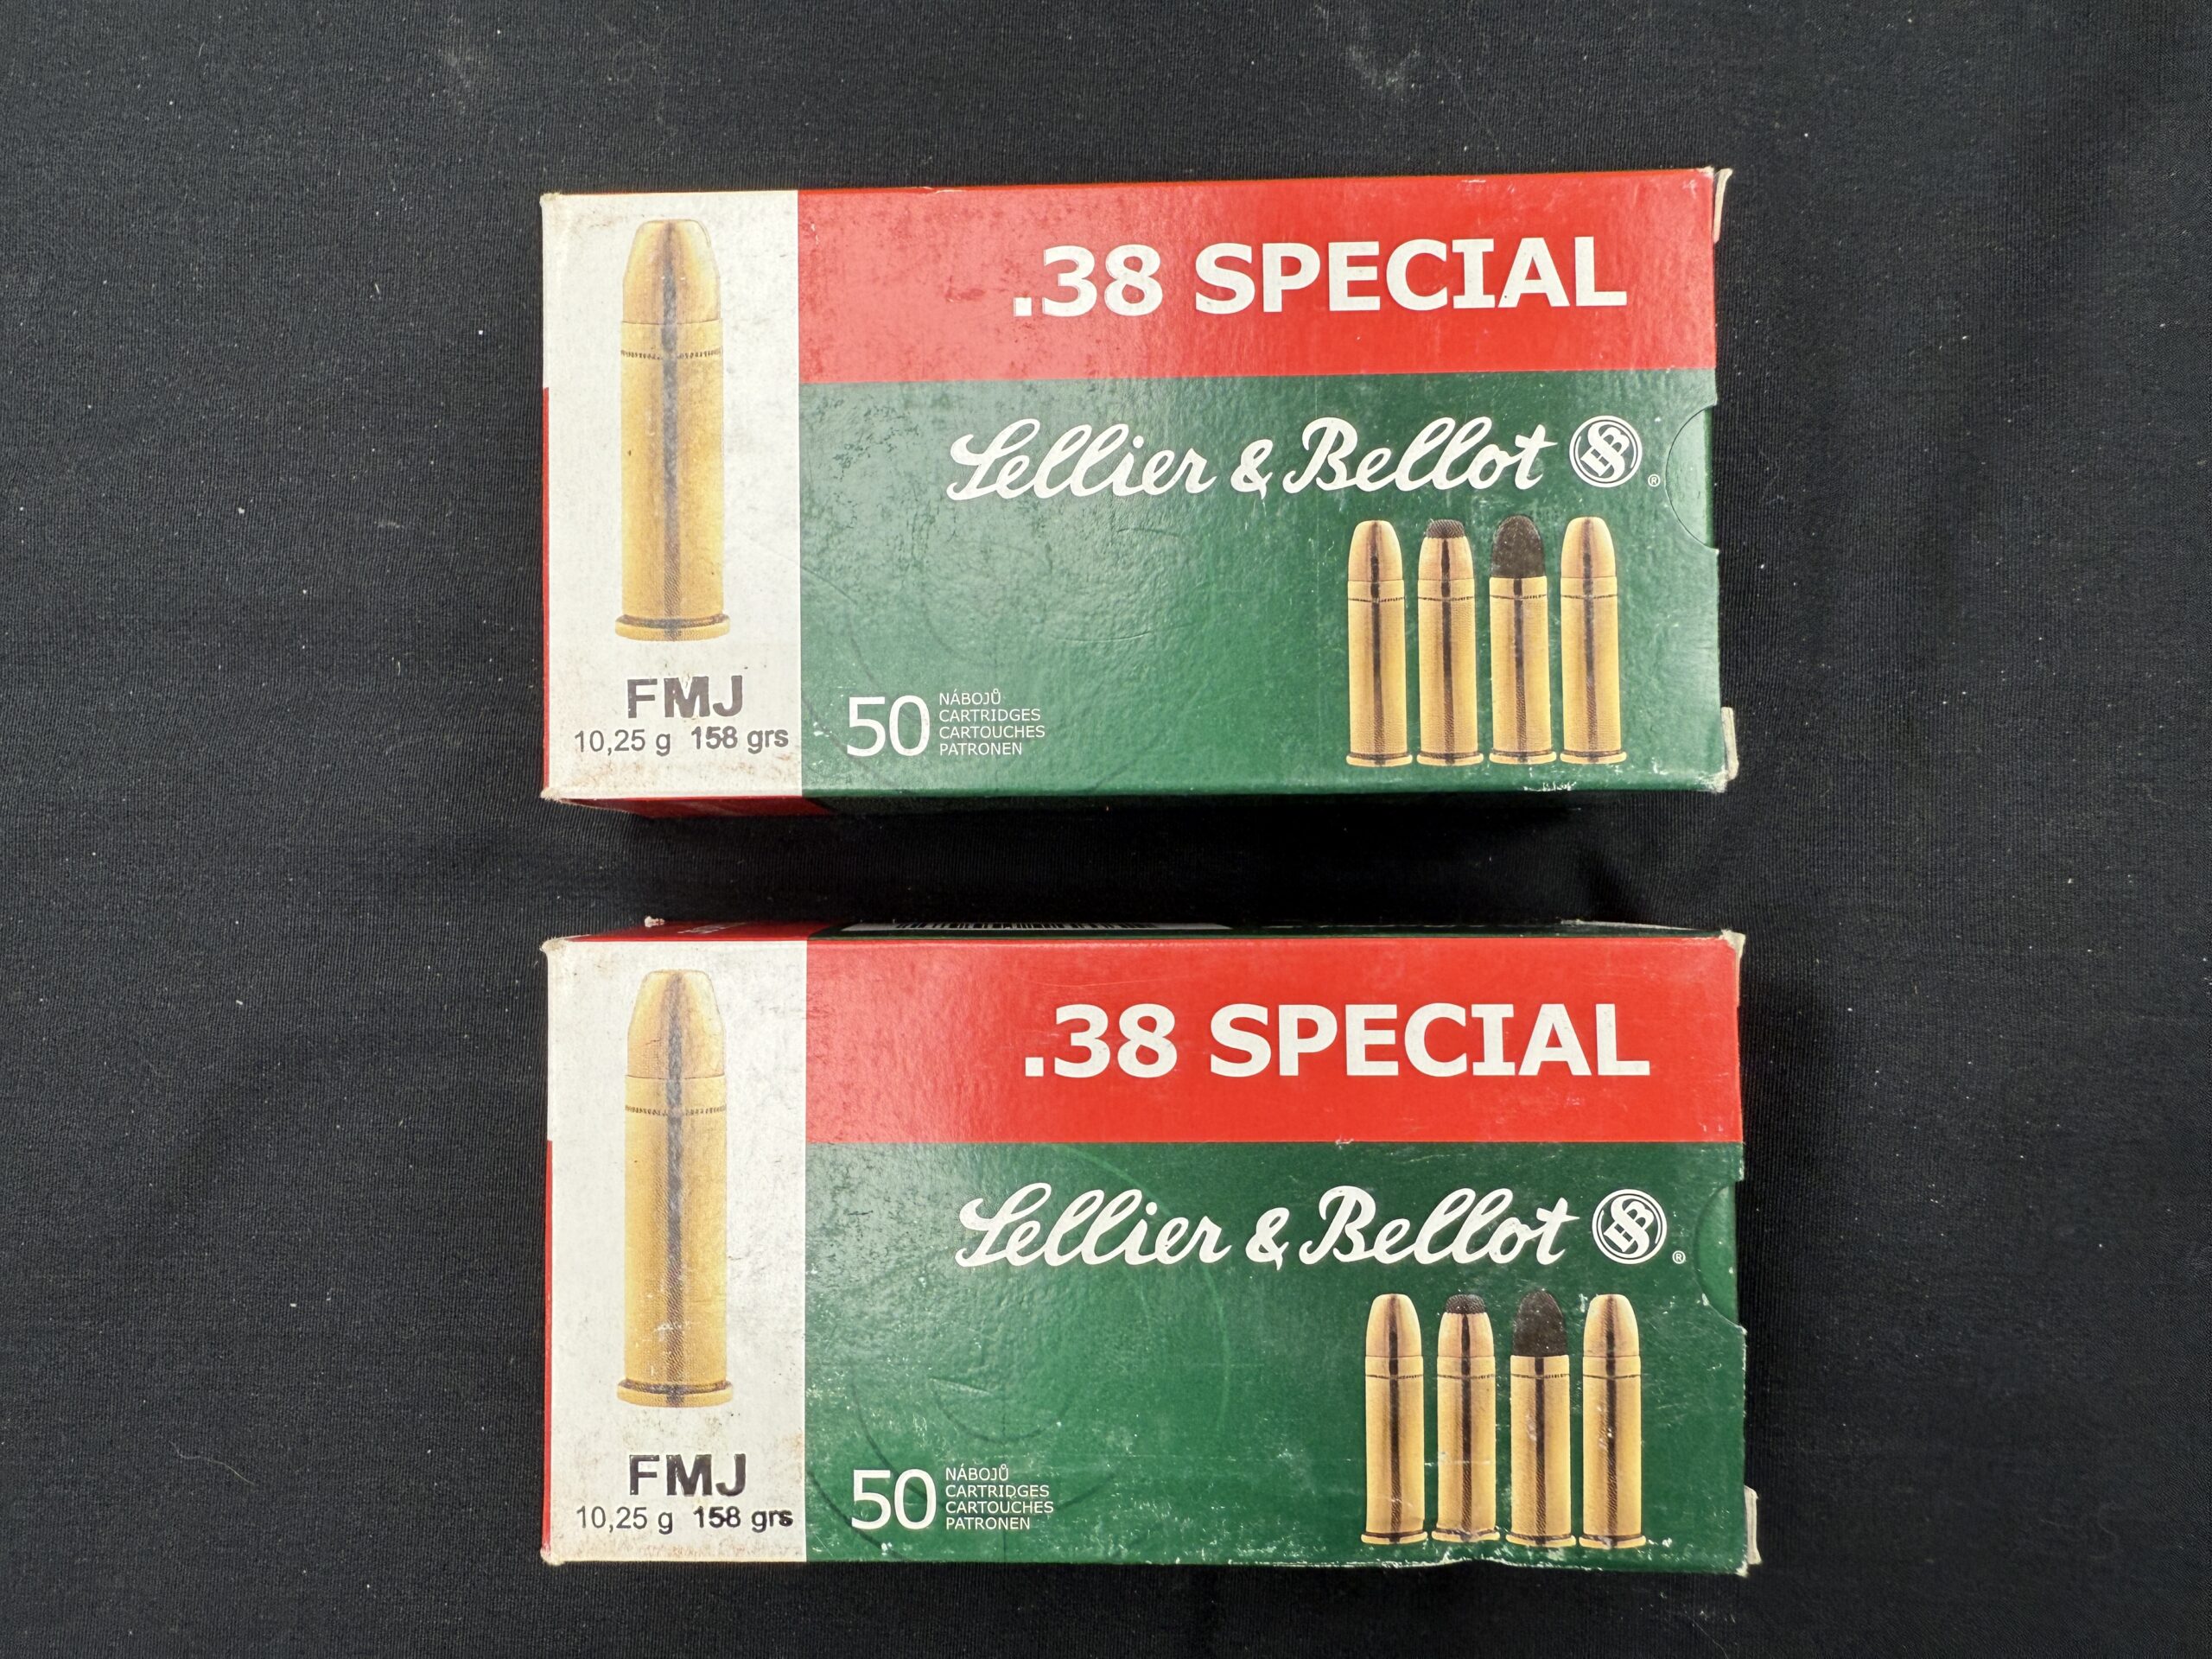 .38 SPECIAL
Lellier & Bellot
®
FMJ
10,25 g 158 grs
50
NÁBOJŮ
CARTRIDGES
CARTOUCHES
PATRONEN
.38 SPECIAL
Sellier & Bellot
®
FMJ
10,25 g 158 grs
50
NÁBOJŮ
CARTRIDGES
CARTOUCHES
PATRONEN